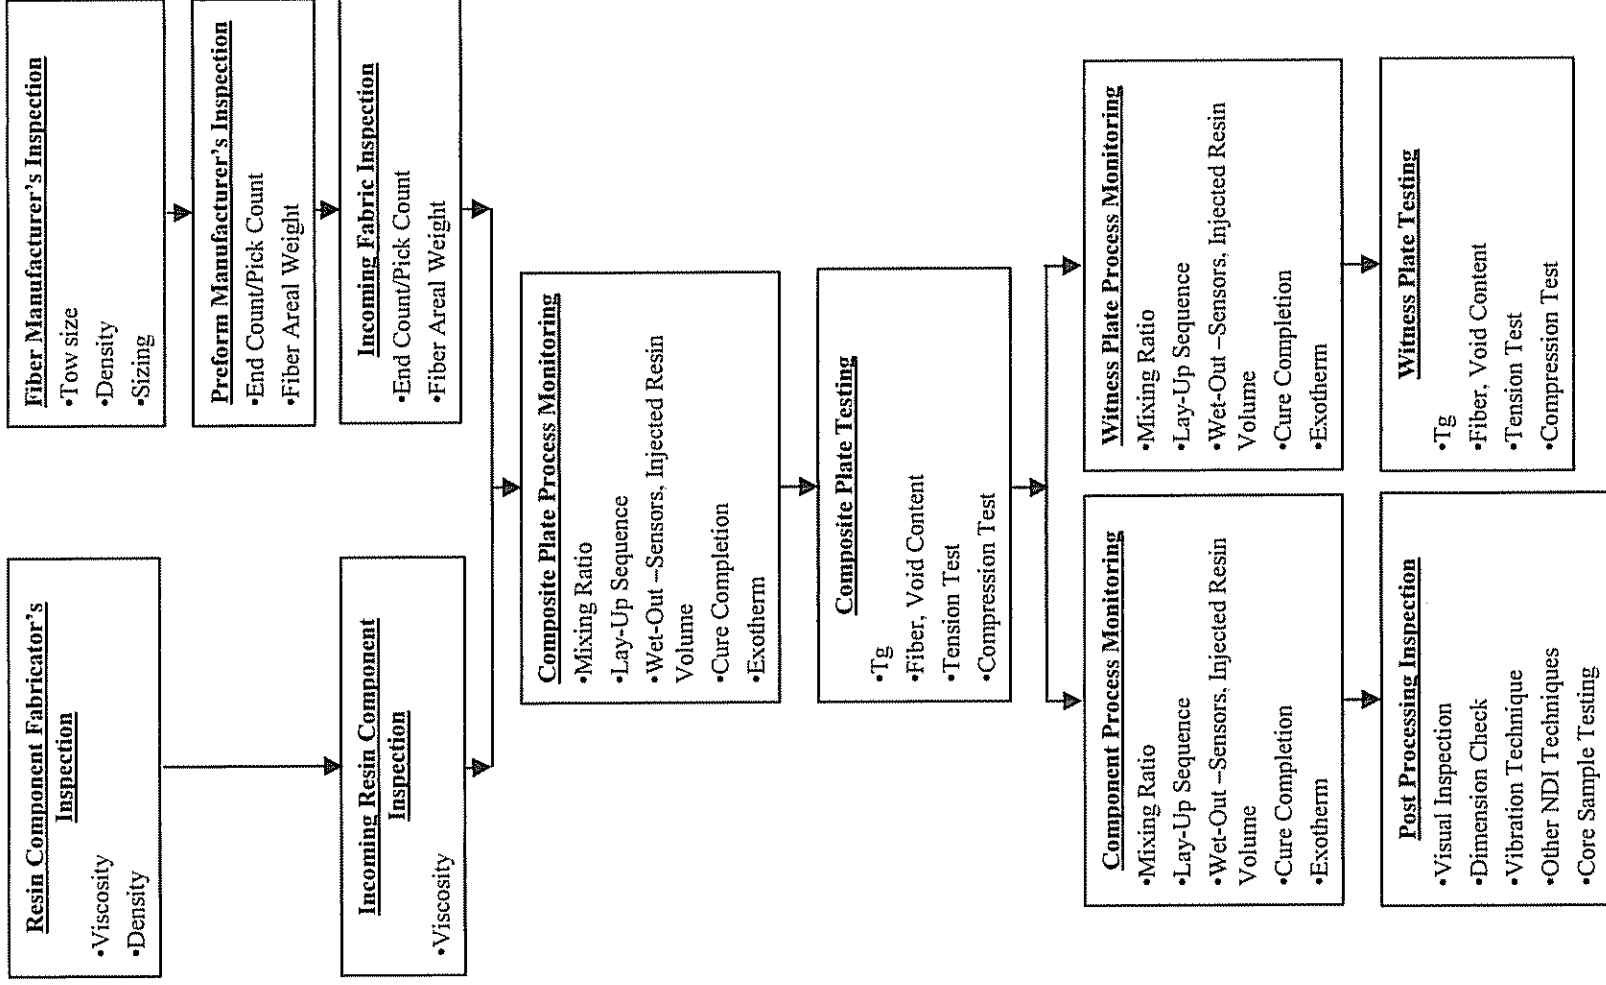 Resin Component Fabricator's
Inspection
•Viscosity
•Density
Fiber Manufacturer's Inspection
•Tow size
•Density
•Sizing
Preform Manufacturer's Inspection
•End Count/Pick Count
•Fiber Areal Weight
Incoming Resin Component
Inspection
•Viscosity
Incoming Fabric Inspection
•End Count/Pick Count
•Fiber Areal Weight
Composite Plate Process Monitoring
•Mixing Ratio
•Lay-Up Sequence
•Wet-Out –Sensors, Injected Resin
Volume
•Cure Completion
•Exotherm
Composite Plate Testing
•Tg
•Fiber, Void Content
•Tension Test
•Compression Test
Component Process Monitoring
•Mixing Ratio
•Lay-Up Sequence
•Wet-Out –Sensors, Injected Resin
Volume
•Cure Completion
•Exotherm
Witness Plate Process Monitoring
•Mixing Ratio
•Lay-Up Sequence
•Wet-Out –Sensors, Injected Resin
Volume
•Cure Completion
•Exotherm
Post Processing Inspection
•Visual Inspection
•Dimension Check
•Vibration Technique
•Other NDI Techniques
•Core Sample Testing
Witness Plate Testing
•Tg
•Fiber, Void Content
•Tension Test
•Compression Test